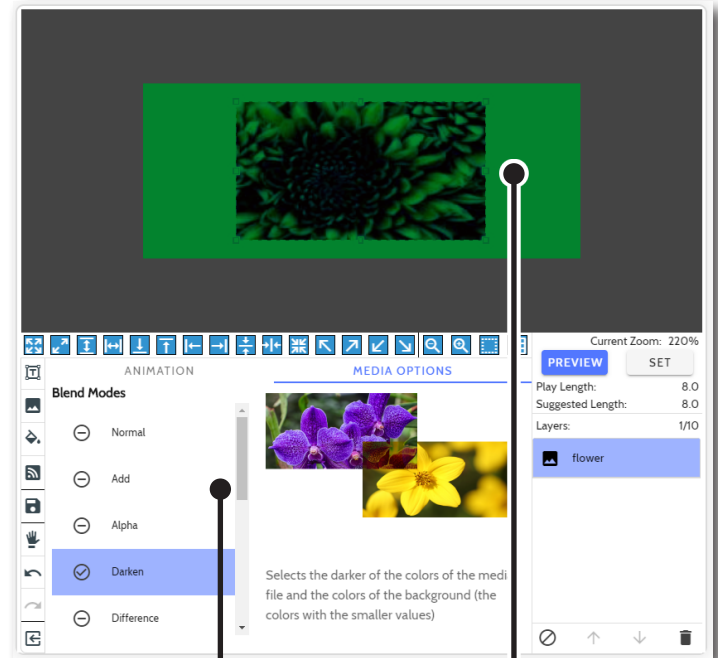 Current Zoom: 220%
PREVIEW
SET
Play Length: 8.0
Suggested Length: 8.0
Layers: 1/10
flower
ANIMATION
MEDIA OPTIONS
Blend Modes
Normal
Add
Alpha
Darken
Difference
Selects the darker of the colors of the medi
file and the colors of the background (the
colors with the smaller values)
T